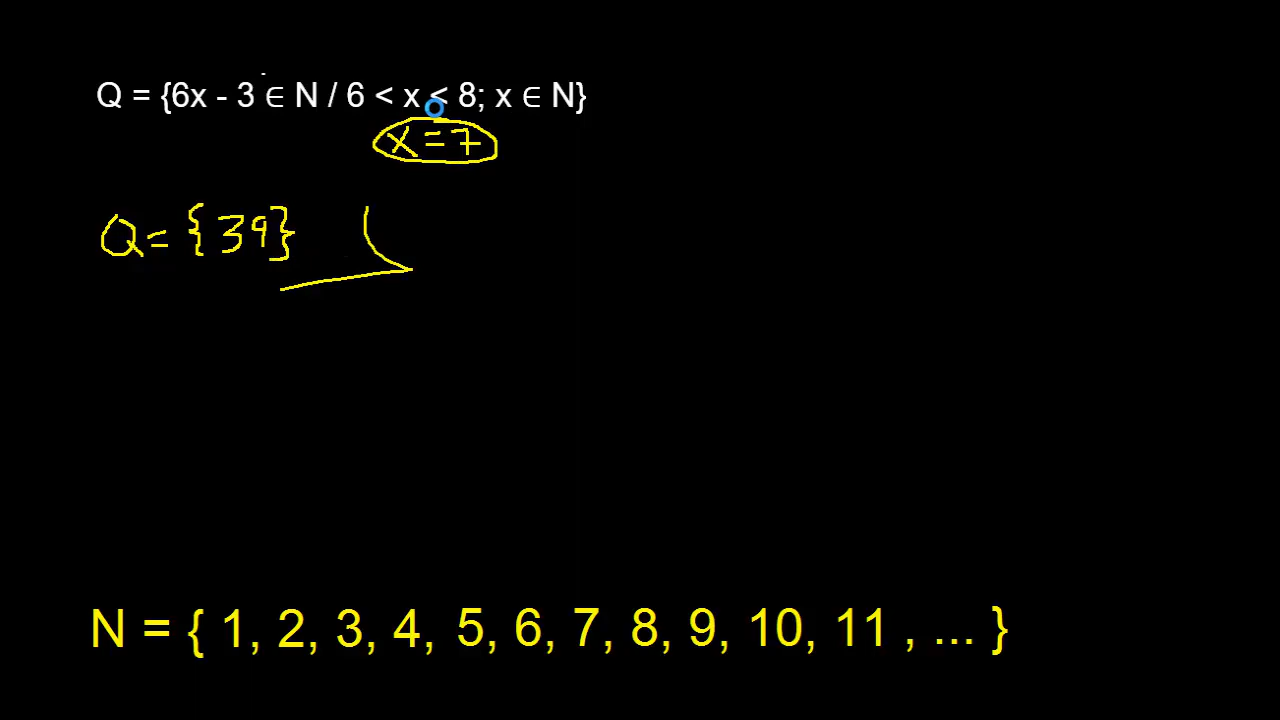 Q = {6x - 3 ∈ N / 6 < x < 8; x ∈ N}
x = 7
Q = {39}
N = { 1, 2, 3, 4, 5, 6, 7, 8, 9, 10, 11 , ... }